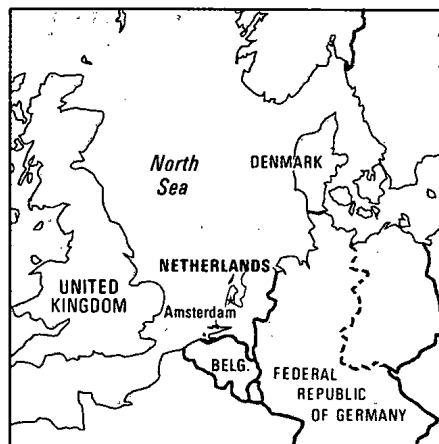 North
Sea
DENMARK
NETHERLANDS
UNITED
KINGDOM
Amsterdam
BELG.
FEDERAL
REPUBLIC
OF GERMANY